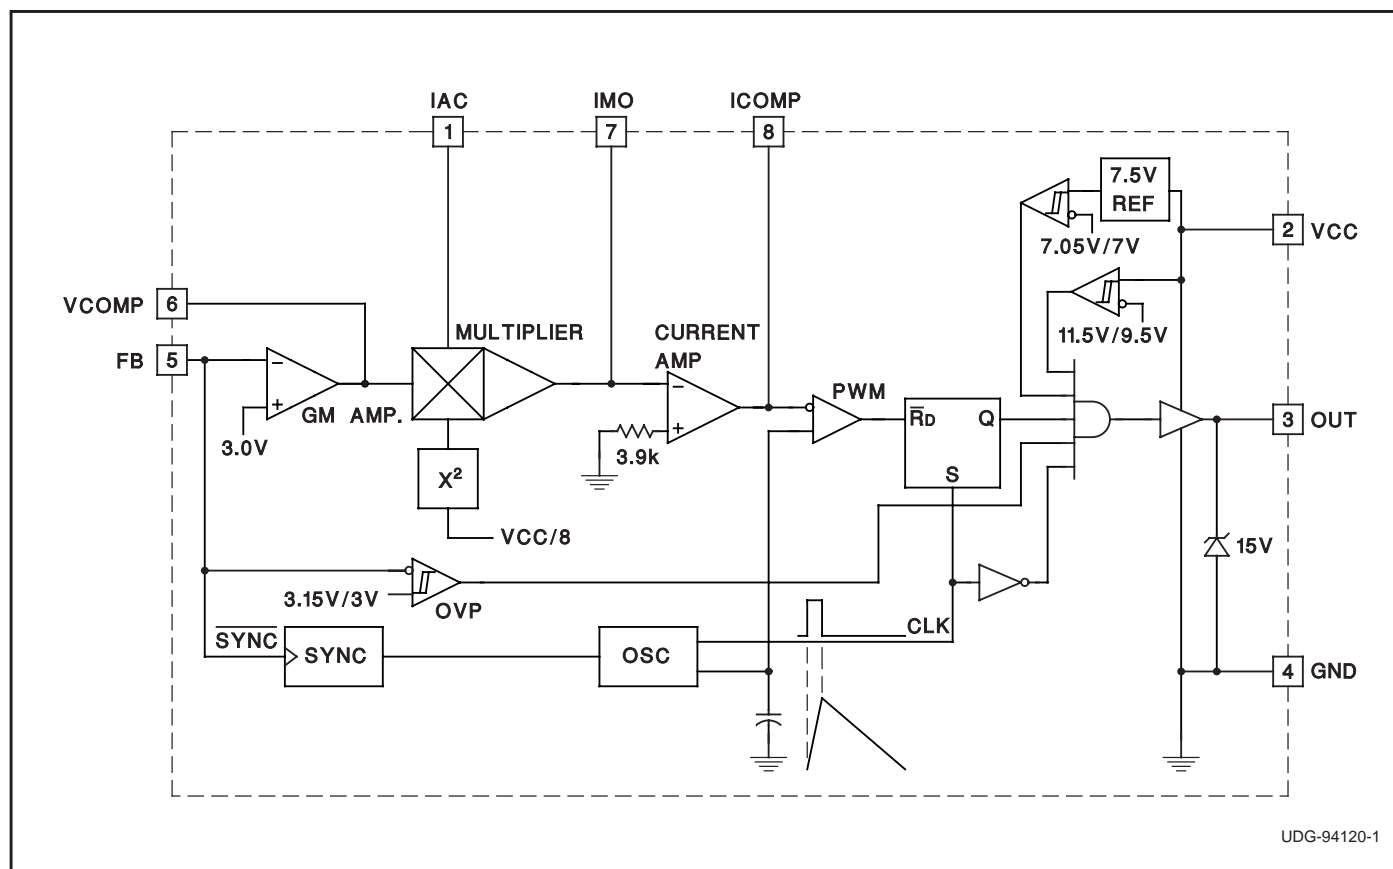 IAC
IMO
ICOMP
1
7
8
7.5V
REF
7.05V/7V
2
VCC
VCOMP
6
11.5V/9.5V
MULTIPLIER
CURRENT
AMP
FB
5
−
+
GM AMP.
3.0V
−
+
3.9k
PWM
R̅D
Q
S
3
OUT
X²
VCC/8
15V
3.15V/3V
OVP
S̅Y̅N̅C̅
SYNC
OSC
CLK
4
GND
UDG-94120-1